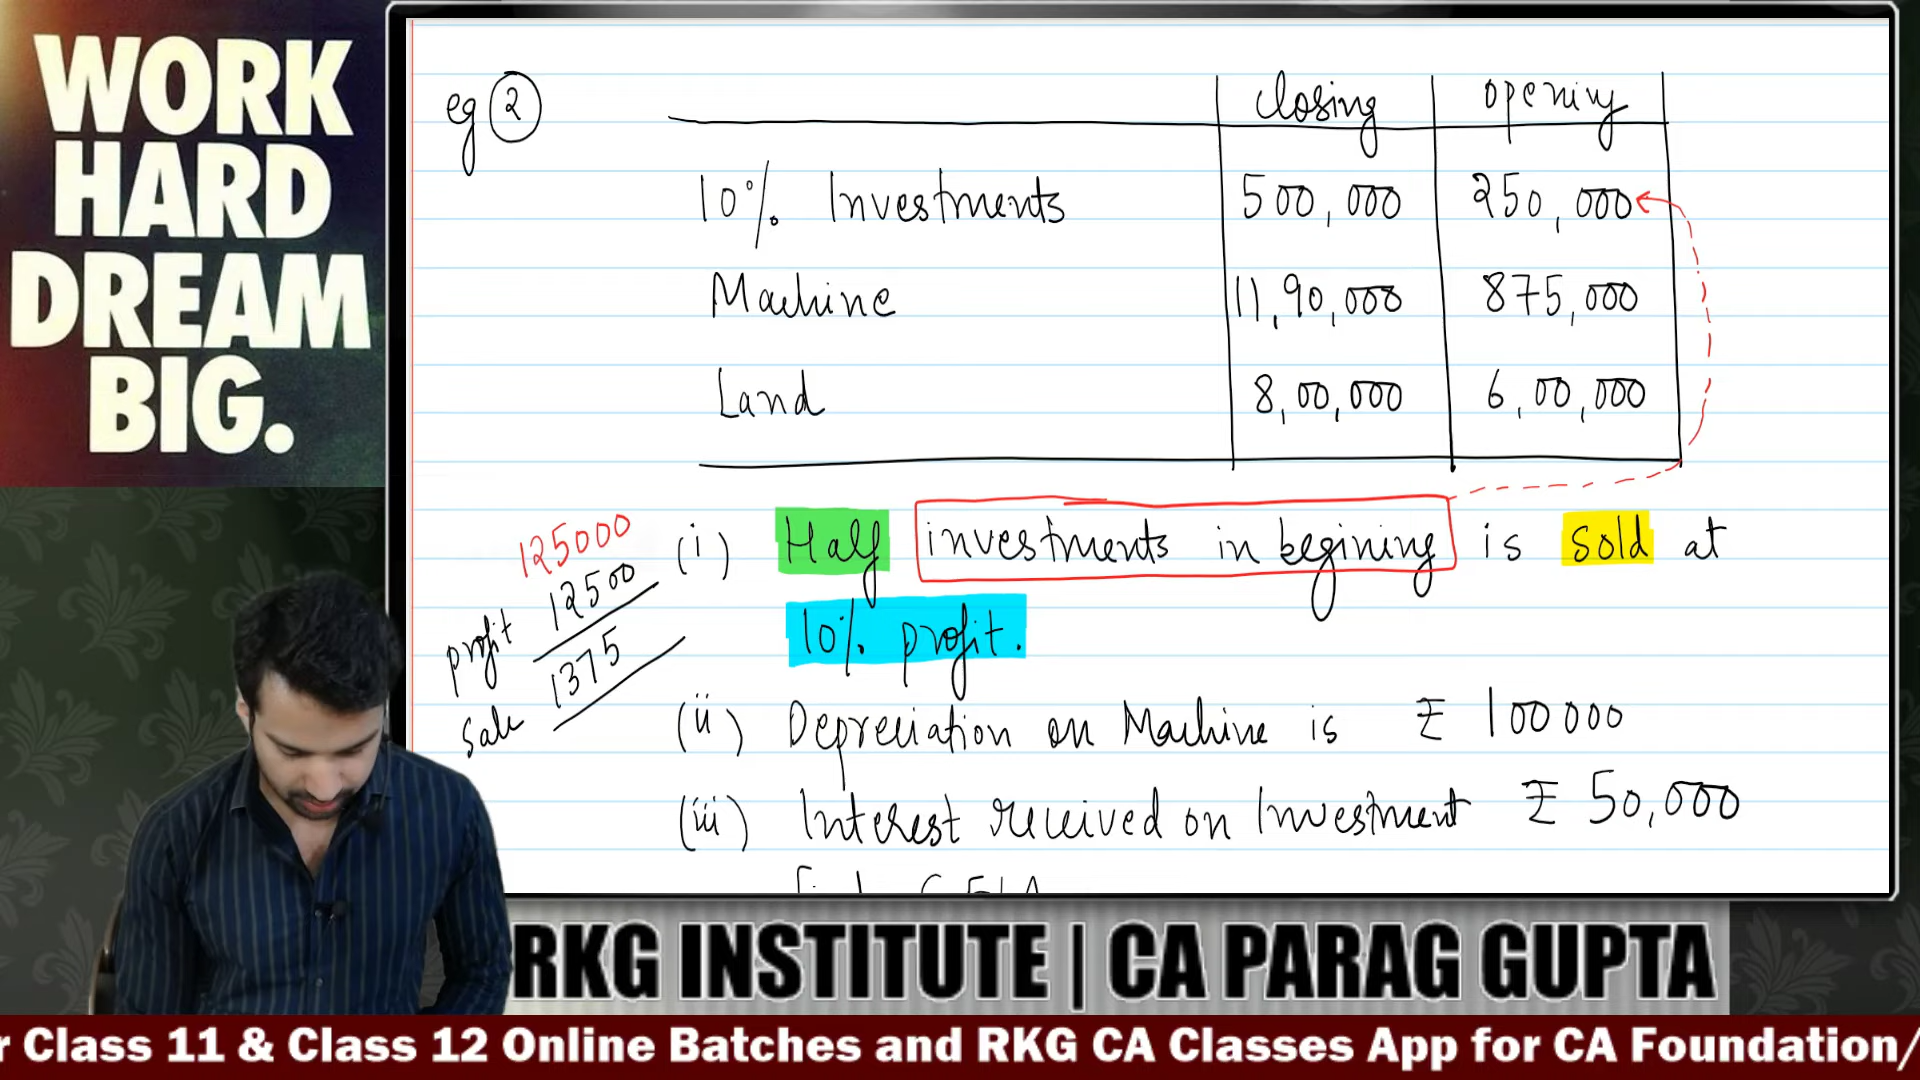 WORK
HARD
DREAM
BIG.
eg ②
closing opening
10% Investments 500,000 250,000
Machine 11,90,000 875,000
Land 8,00,000 6,00,000
125000
profit 12500
Sale 1375
(i) Half investments in begining is sold at
10% profit.
(ii) Depreciation on Machine is ₹ 100000
(iii) Interest received on Investment ₹ 50,000
RKG INSTITUTE | CA PARAG GUPTA
r Class 11 & Class 12 Online Batches and RKG CA Classes App for CA Foundation/